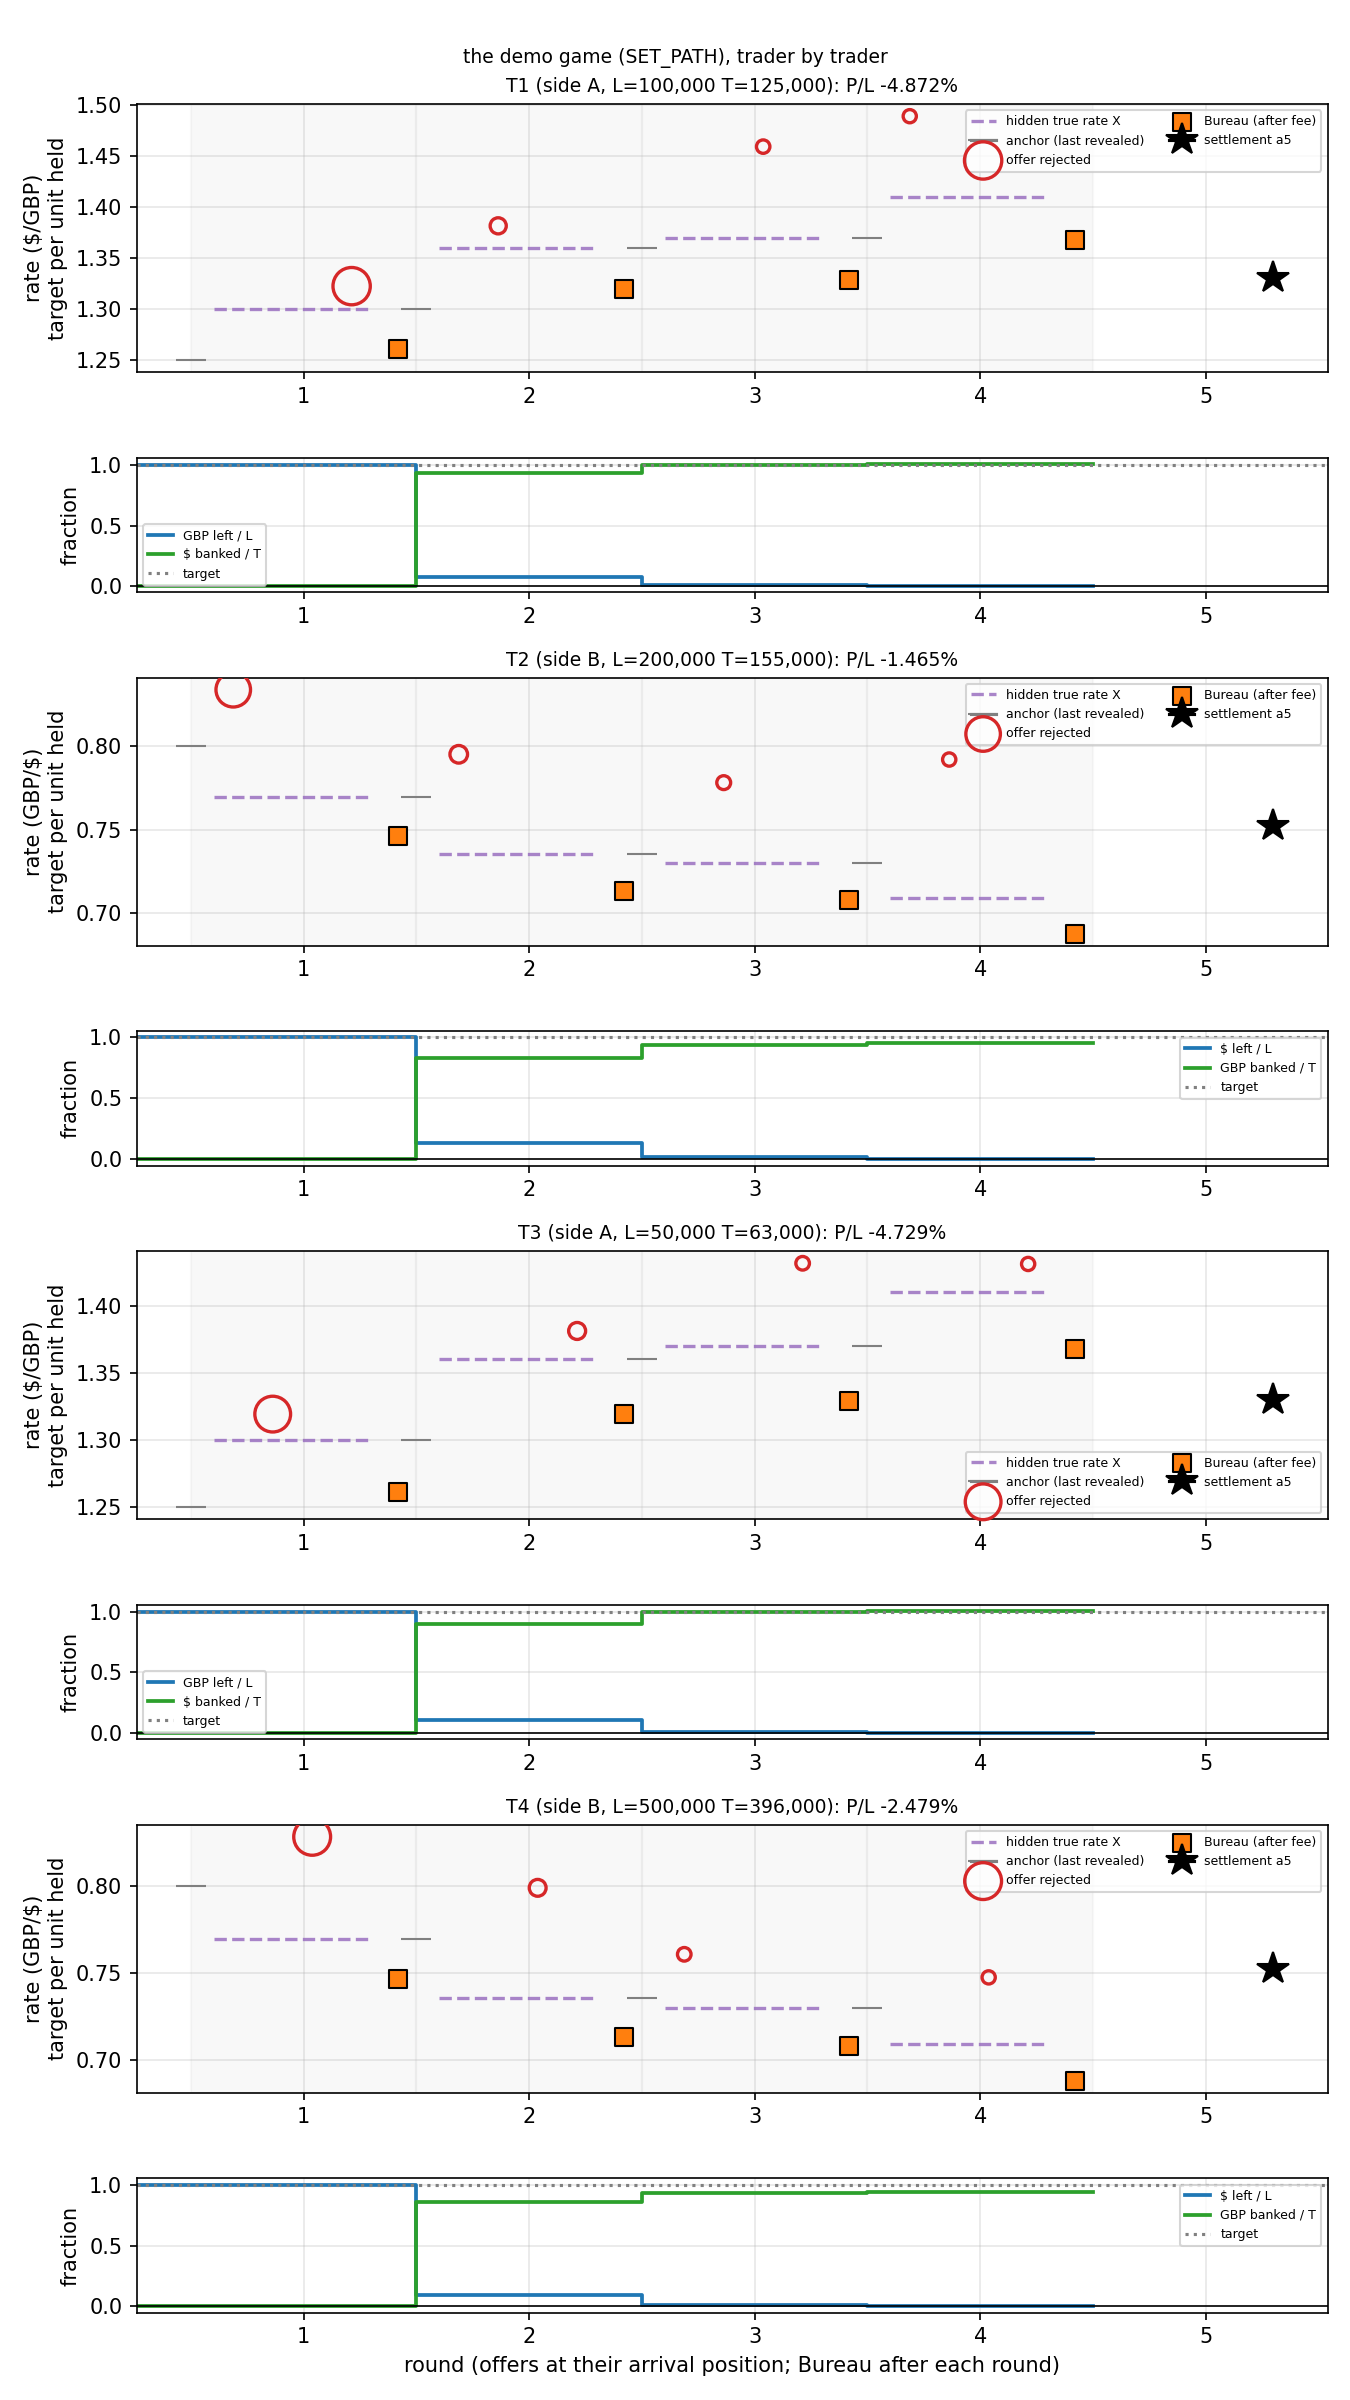 the demo game (SET_PATH), trader by trader
T1 (side A, L=100,000 T=125,000): P/L -4.872%
rate ($/GBP)
target per unit held
1.50
1.45
1.40
1.35
1.30
1.25
hidden true rate X
anchor (last revealed)
offer rejected
Bureau (after fee)
settlement a5
1 2 3 4 5
fraction
1.0
0.5
0.0
GBP left / L
$ banked / T
target
1 2 3 4 5
T2 (side B, L=200,000 T=155,000): P/L -1.465%
rate (GBP/$)
target per unit held
0.80
0.75
0.70
hidden true rate X
anchor (last revealed)
offer rejected
Bureau (after fee)
settlement a5
1 2 3 4 5
fraction
1.0
0.5
0.0
$ left / L
GBP banked / T
target
1 2 3 4 5
T3 (side A, L=50,000 T=63,000): P/L -4.729%
rate ($/GBP)
target per unit held
1.40
1.35
1.30
1.25
hidden true rate X
anchor (last revealed)
offer rejected
Bureau (after fee)
settlement a5
1 2 3 4 5
fraction
1.0
0.5
0.0
GBP left / L
$ banked / T
target
1 2 3 4 5
T4 (side B, L=500,000 T=396,000): P/L -2.479%
rate (GBP/$)
target per unit held
0.80
0.75
0.70
hidden true rate X
anchor (last revealed)
offer rejected
Bureau (after fee)
settlement a5
1 2 3 4 5
fraction
1.0
0.5
0.0
$ left / L
GBP banked / T
target
1 2 3 4 5
round (offers at their arrival position; Bureau after each round)